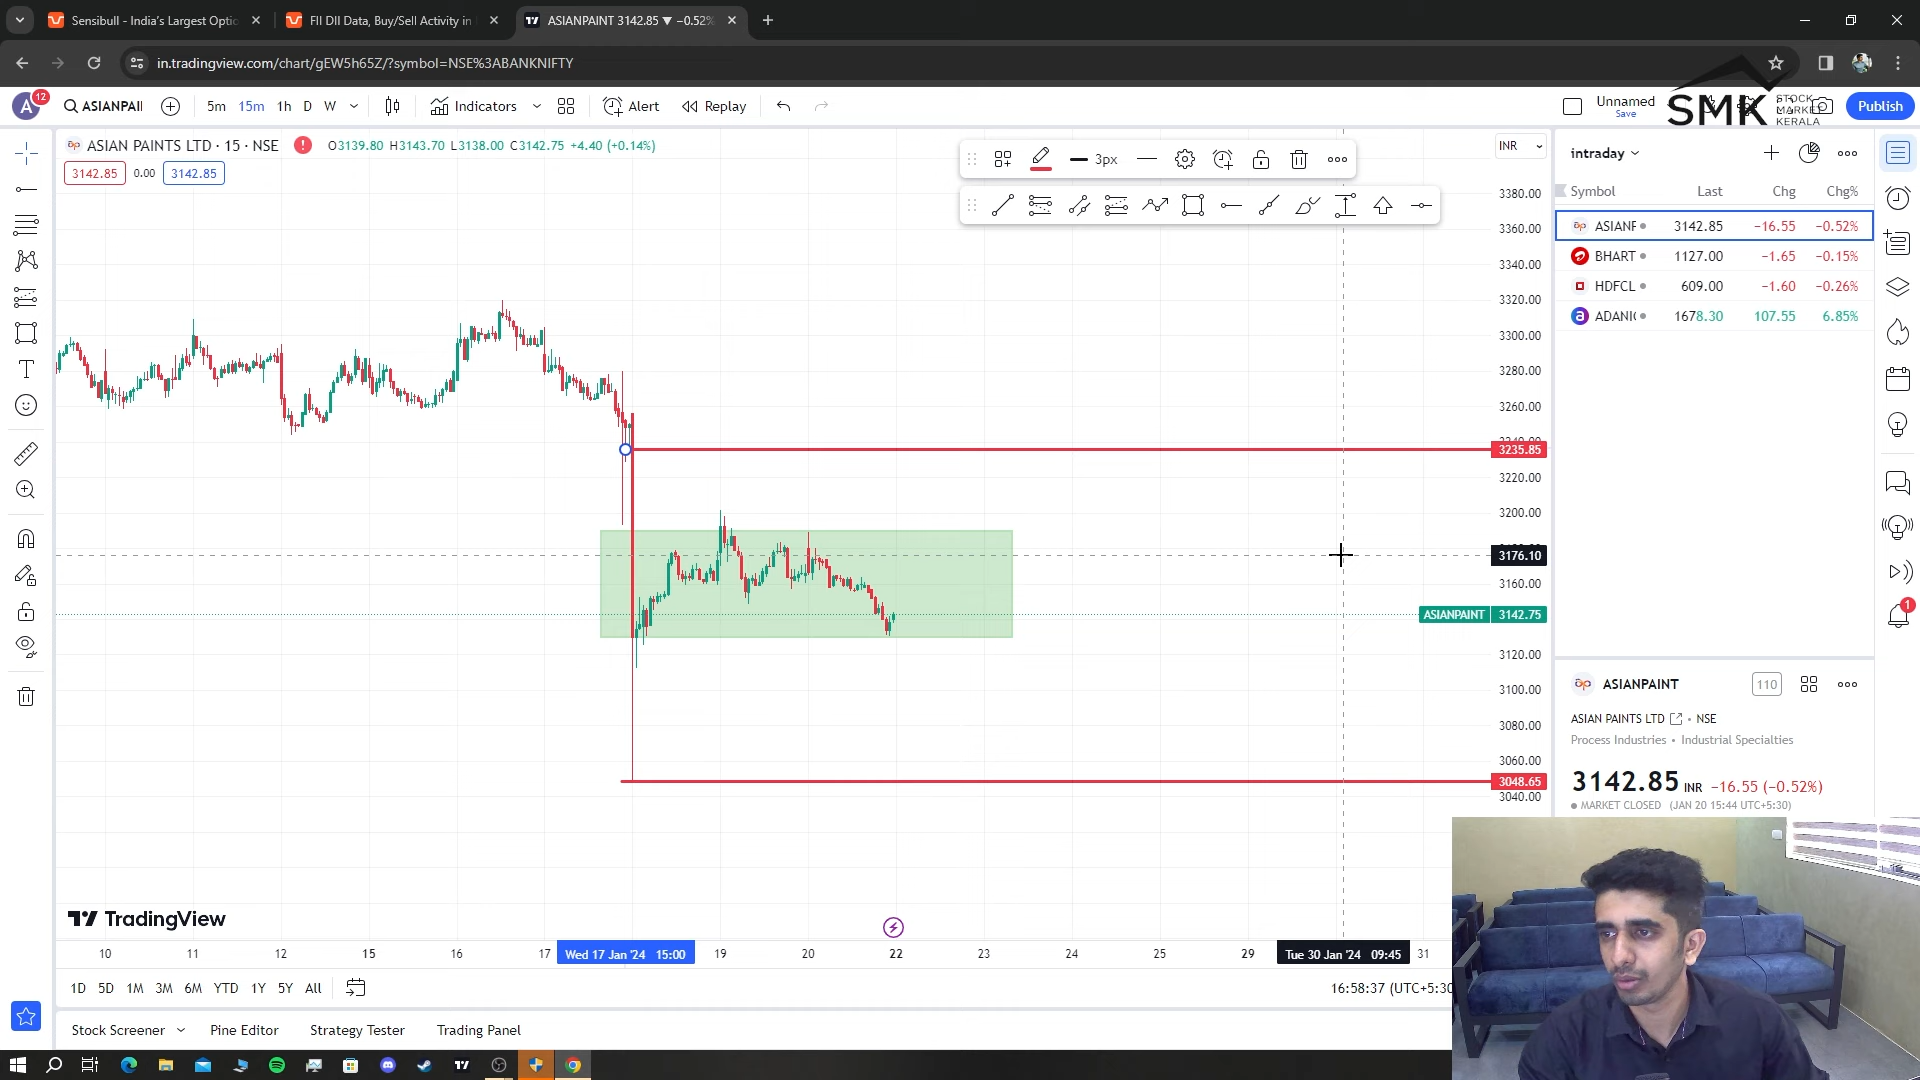 Sensibull - India's Largest Optio
FII DII Data, Buy/Sell Activity in
ASIANPAINT 3142.85 ▼ −0.52%
in.tradingview.com/chart/gEW5h65Z/?symbol=NSE%3ABANKNIFTY
A 12
ASIANPAI
5m 15m 1h D W
Indicators
Alert
Replay
Unnamed
Save
SMK STOCK MARKET KERALA
Publish
ASIAN PAINTS LTD · 15 · NSE
O3139.80 H3143.70 L3138.00 C3142.75 +4.40 (+0.14%)
3142.85 0.00 3142.85
3px
INR
intraday
Symbol Last Chg Chg%
ASIANP 3142.85 −16.55 −0.52%
BHART 1127.00 −1.65 −0.15%
HDFCL 609.00 −1.60 −0.26%
ADANI 1678.30 107.55 6.85%
3380.00
3360.00
3340.00
3320.00
3300.00
3280.00
3260.00
3240.00
3235.85
3220.00
3200.00
3176.10
3160.00
ASIANPAINT 3142.75
3120.00
3100.00
3080.00
3060.00
3048.65
3040.00
1
ASIANPAINT
110
ASIAN PAINTS LTD • NSE
Process Industries • Industrial Specialties
3142.85 INR −16.55 (−0.52%)
MARKET CLOSED (JAN 20 15:44 UTC+5:30)
TradingView
10 11 12 15 16 17 Wed 17 Jan '24 15:00 19 20 22 23 24 25 29 Tue 30 Jan '24 09:45 31
1D 5D 1M 3M 6M YTD 1Y 5Y All
16:58:37 (UTC+5:30
Stock Screener
Pine Editor
Strategy Tester
Trading Panel